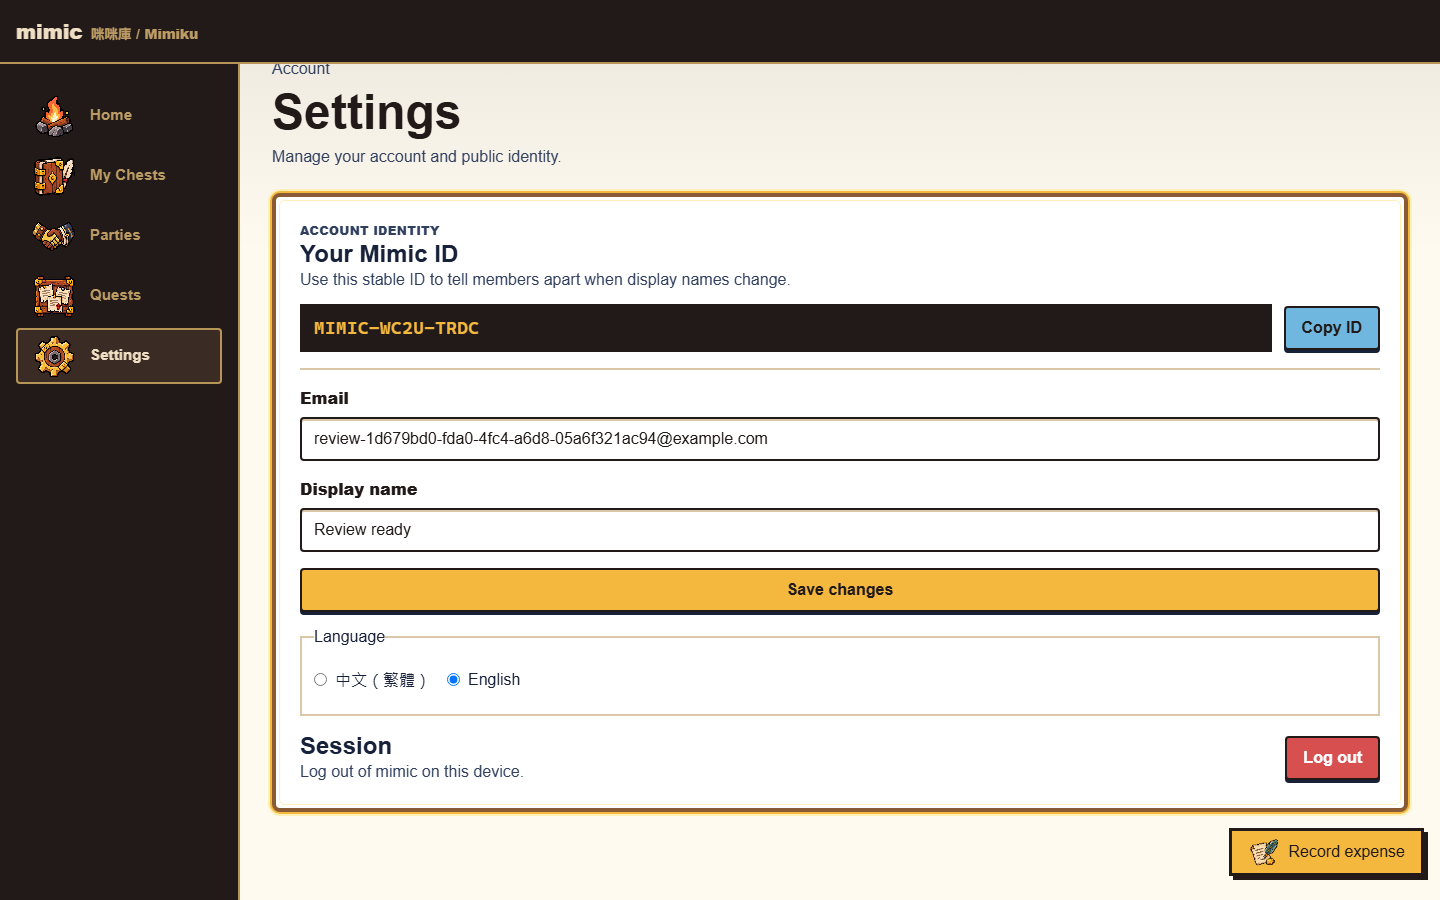 mimic 咪咪庫 / Mimiku
Home
My Chests
Parties
Quests
Settings
Account
Settings
Manage your account and public identity.
ACCOUNT IDENTITY
Your Mimic ID
Use this stable ID to tell members apart when display names change.
MIMIC-WC2U-TRDC
Copy ID
Email
review-1d679bd0-fda0-4fc4-a6d8-05a6f321ac94@example.com
Display name
Review ready
Save changes
Language
中文（繁體） English
Session
Log out of mimic on this device.
Log out
Record expense